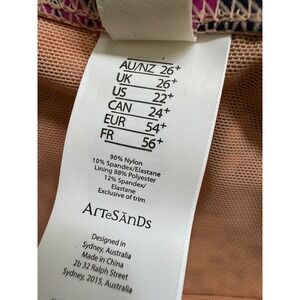 AU/NZ 26+
UK 26+
US 22+
CAN 24+
EUR 54+
FR 56+
90% Nylon
10% Spandex/Elastane
Lining 88% Polyester
12% Spandex/
Elastane
Exclusive of trim
ARTESANDS
Designed in
Sydney, Australia
Made in China
2b 32 Ralph Street
Sydney, 2015, Australia